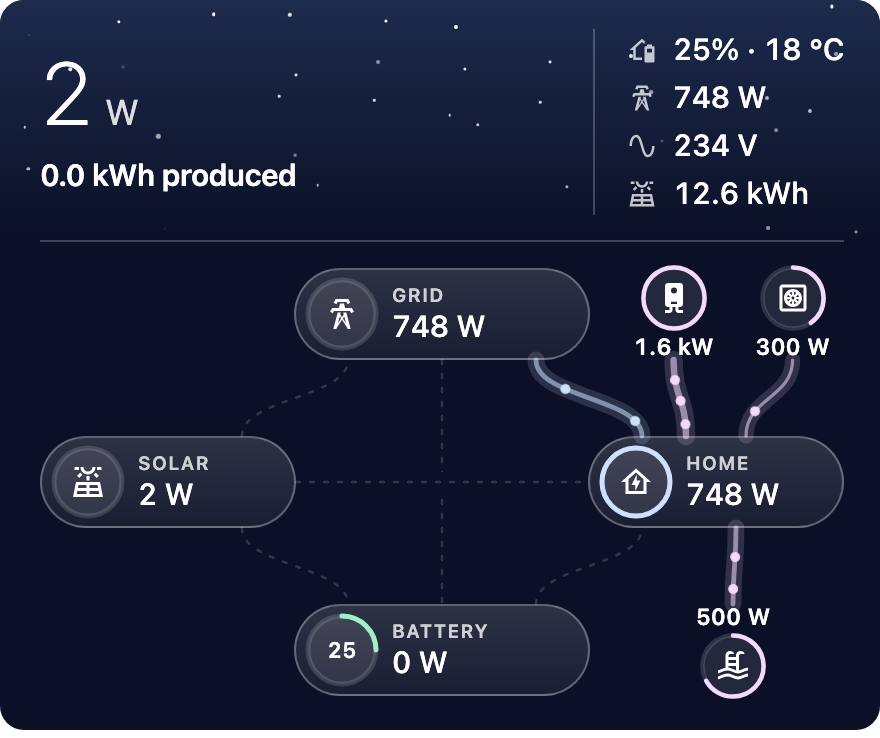 2 W
0.0 kWh produced
25% · 18 °C
748 W
234 V
12.6 kWh
GRID
748 W
1.6 kW
300 W
SOLAR
2 W
HOME
748 W
BATTERY
0 W
25
500 W